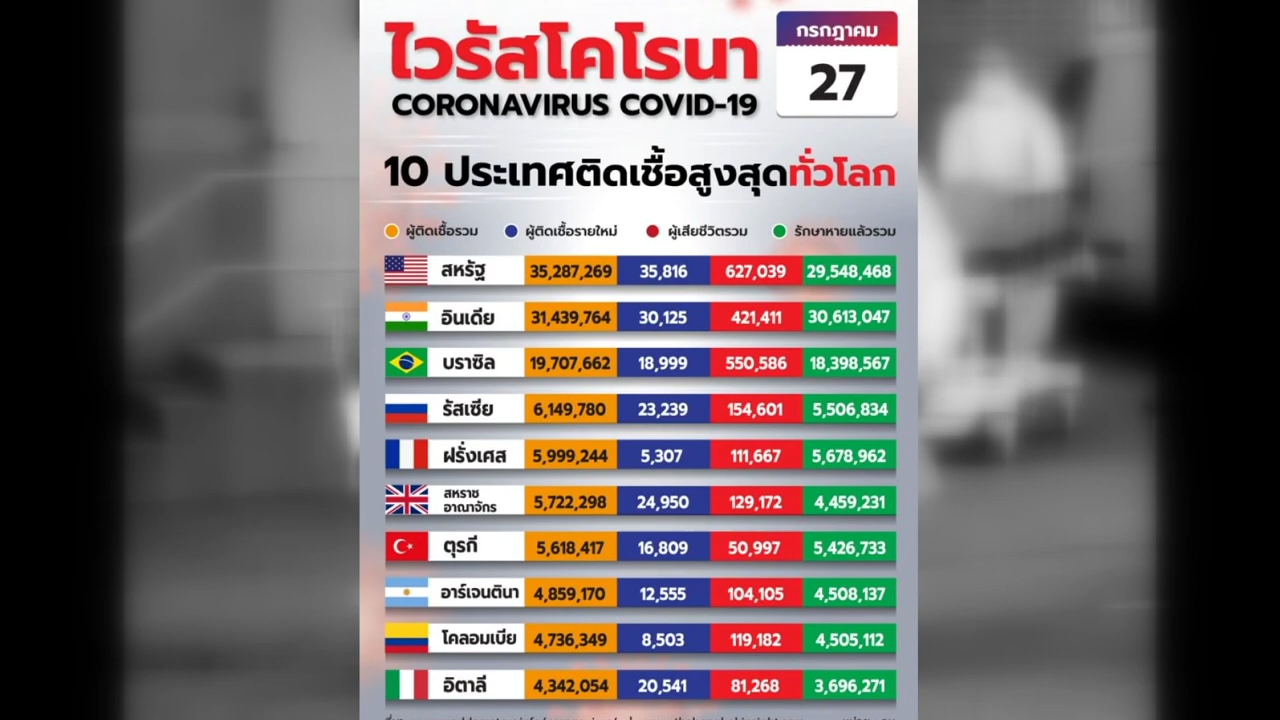 ไวรัสโคโรนา
CORONAVIRUS COVID-19
กรกฎาคม
27
10 ประเทศติดเชื้อสูงสุดทั่วโลก
ผู้ติดเชื้อรวม ผู้ติดเชื้อรายใหม่ ผู้เสียชีวิตรวม รักษาหายแล้วรวม
สหรัฐ 35,287,269 35,816 627,039 29,548,468
อินเดีย 31,439,764 30,125 421,411 30,613,047
บราซิล 19,707,662 18,999 550,586 18,398,567
รัสเซีย 6,149,780 23,239 154,601 5,506,834
ฝรั่งเศส 5,999,244 5,307 111,667 5,678,962
สหราช
อาณาจักร 5,722,298 24,950 129,172 4,459,231
ตุรกี 5,618,417 16,809 50,997 5,426,733
อาร์เจนตินา 4,859,170 12,555 104,105 4,508,137
โคลอมเบีย 4,736,349 8,503 119,182 4,505,112
อิตาลี 4,342,054 20,541 81,268 3,696,271